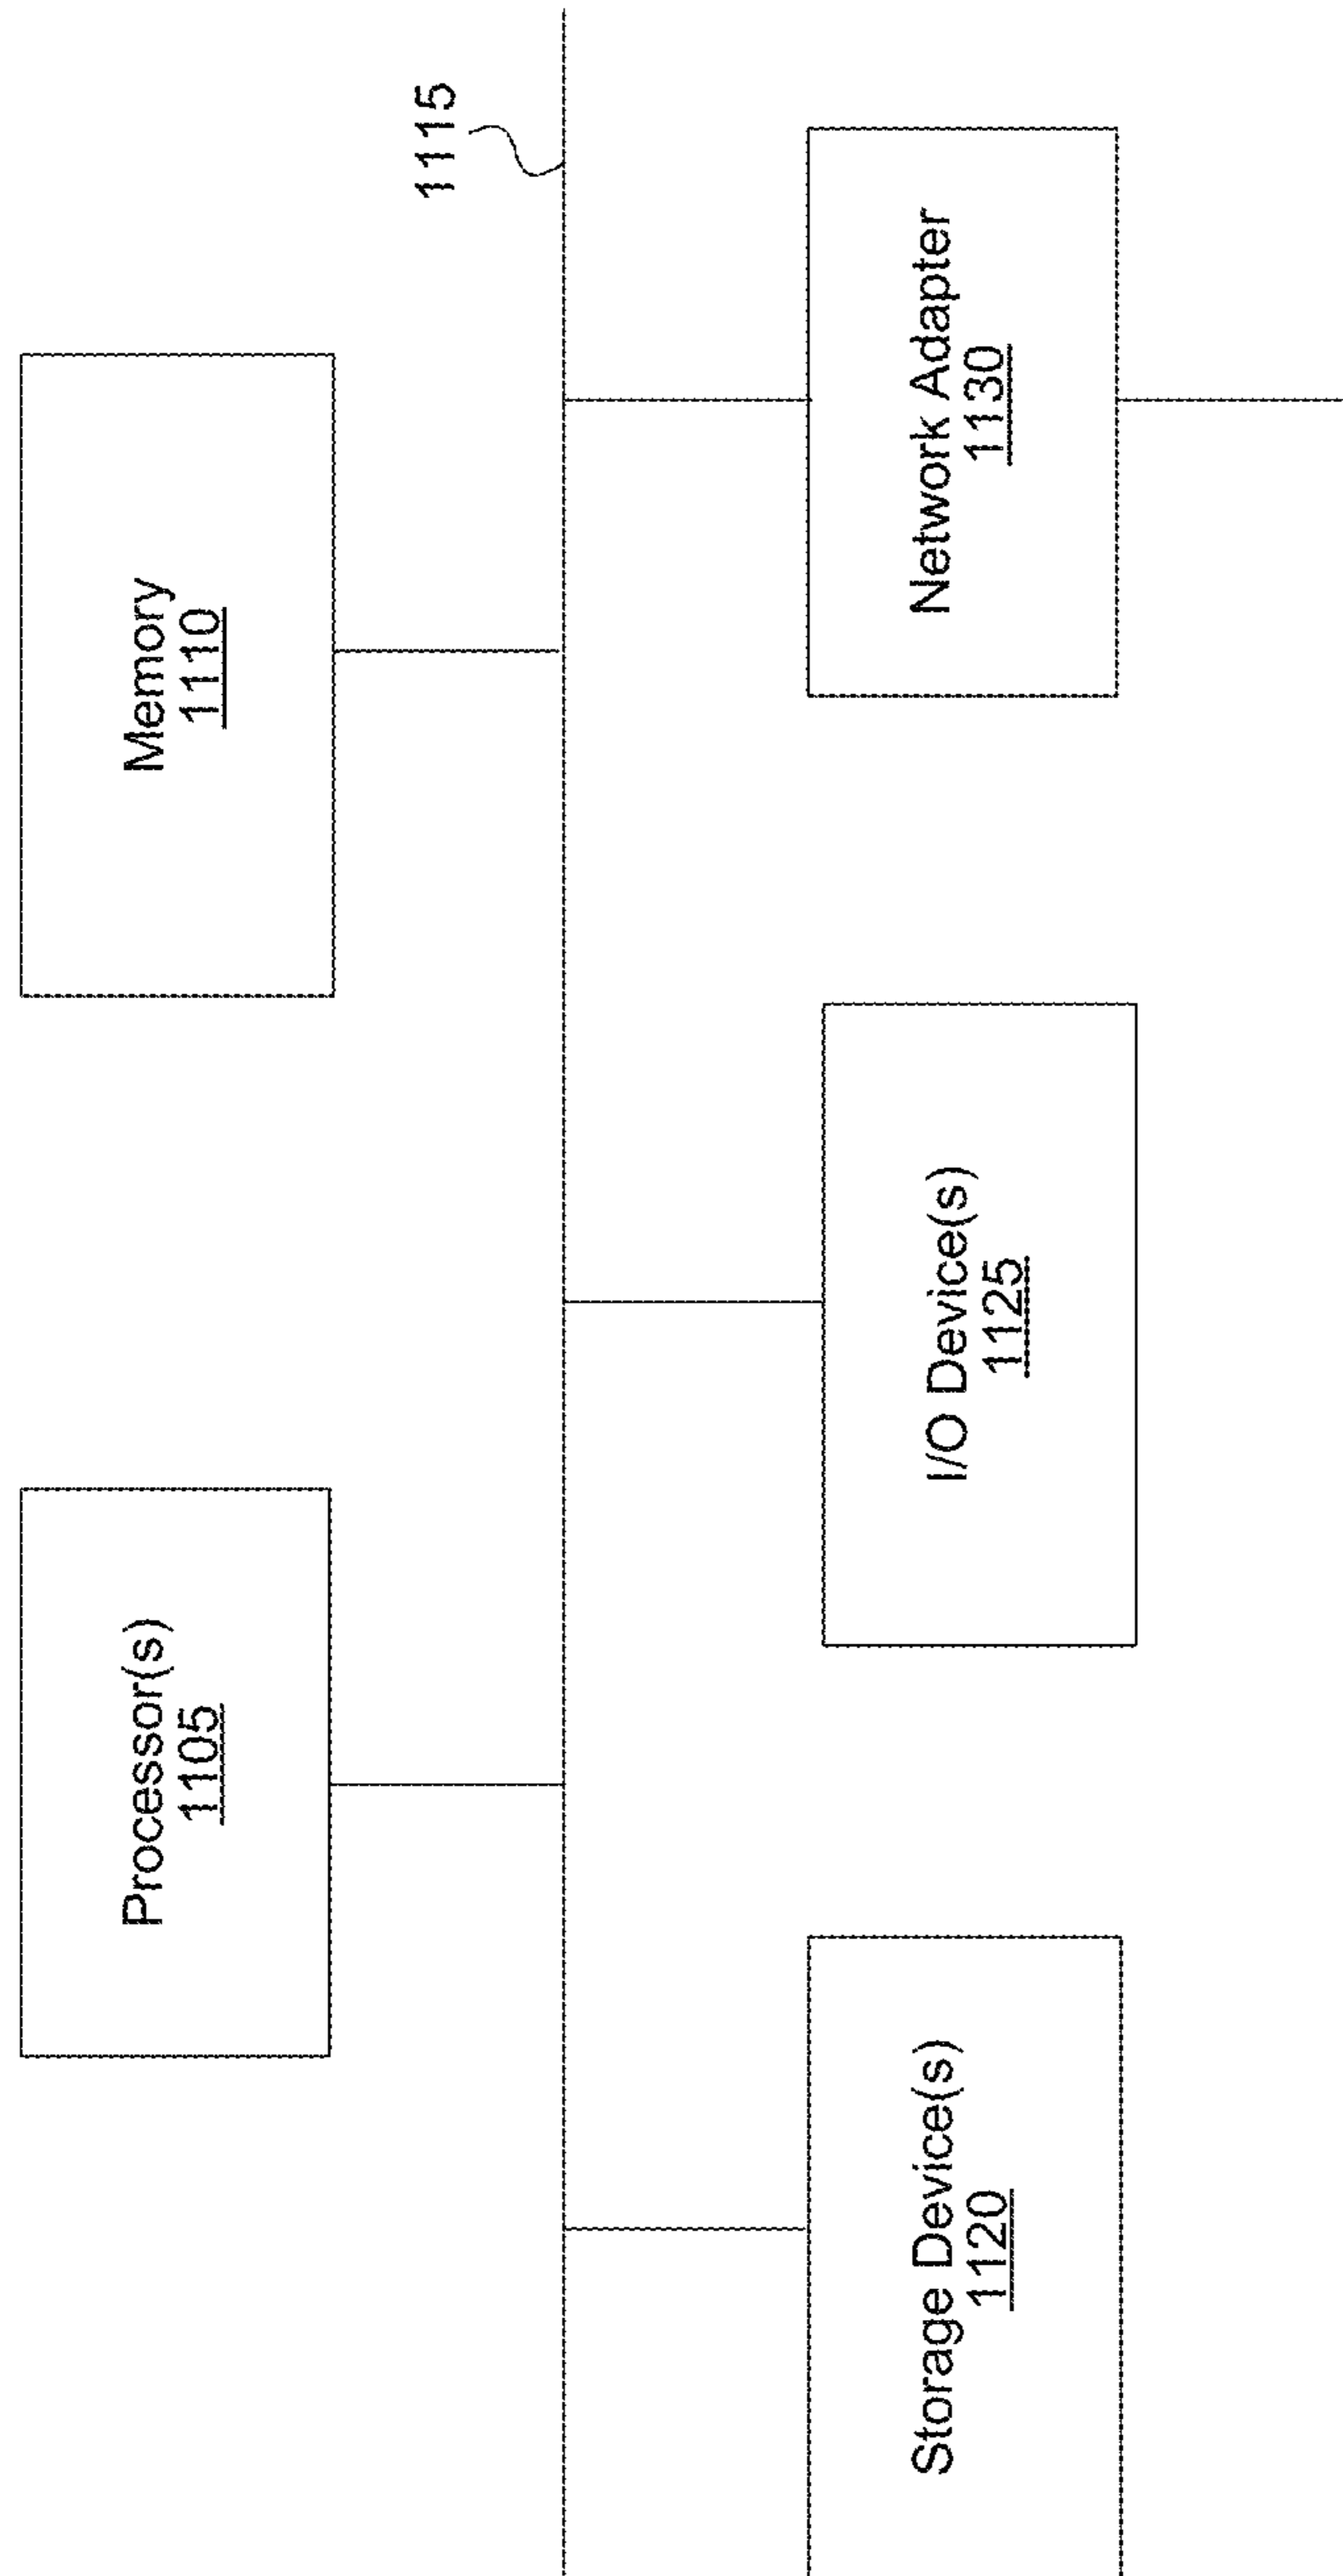 Processor(s)
1105
Memory
1110
1115
Storage Device(s)
1120
I/O Device(s)
1125
Network Adapter
1130